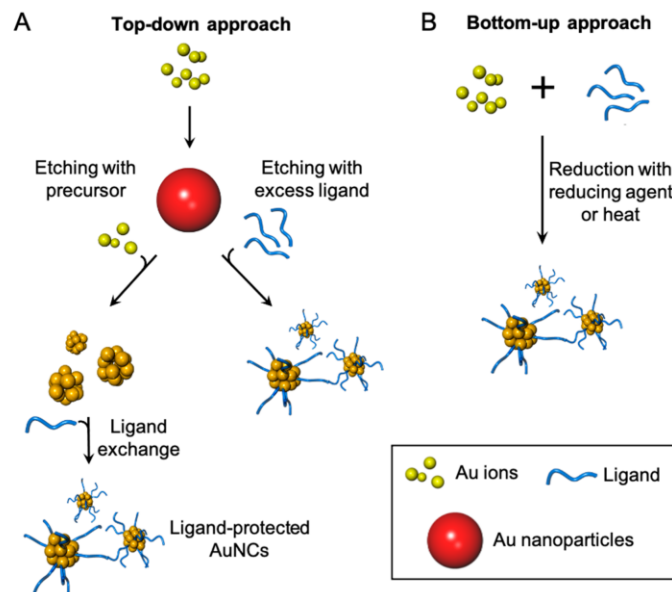 A
Top-down approach
Etching with
precursor
Etching with
excess ligand
Ligand
exchange
Ligand-protected
AuNCs
B
Bottom-up approach
+
Reduction with
reducing agent
or heat
Au ions
Ligand
Au nanoparticles